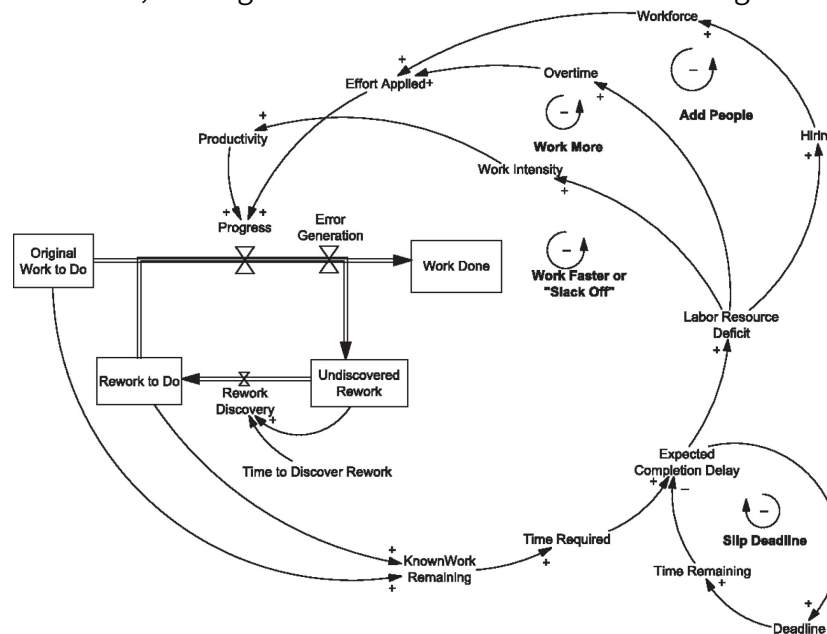 Workforce
+
+
Effort Applied+
Overtime
+
Add People
+
Productivity
Work More
Hirin
+
Work Intensity
+
+ +
Progress
Error
Generation
Original
Work to Do
Work Done
Work Faster or
"Slack Off"
Labor Resource
Deficit
+
Rework to Do
Undiscovered
Rework
Rework
Discovery
+
Time to Discover Rework
Expected
Completion Delay
+
–
Slip Deadline
+
KnownWork
Remaining
+
Time Required
+
Time Remaining
+
+
Deadline